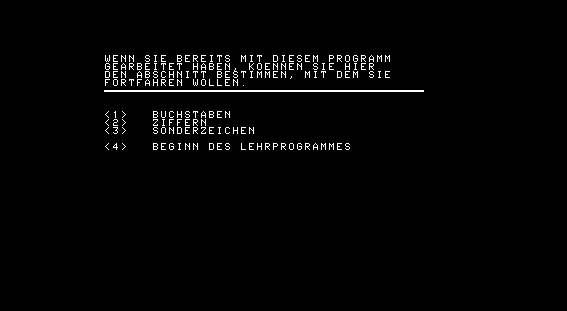 WENN SIE BEREITS MIT DIESEM PROGRAMM
GEARBEITET HABEN, KOENNEN SIE HIER
DEN ABSCHNITT BESTIMMEN, MIT DEM SIE
FORTFAHREN WOLLEN.
<1> BUCHSTABEN
<2> ZIFFERN
<3> SONDERZEICHEN
<4> BEGINN DES LEHRPROGRAMMES